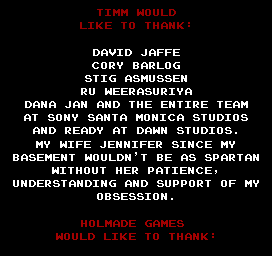 TIMM WOULD
LIKE TO THANK:
DAVID JAFFE
CORY BARLOG
STIG ASMUSSEN
RU WEERASURIYA
DANA JAN AND THE ENTIRE TEAM
AT SONY SANTA MONICA STUDIOS
AND READY AT DAWN STUDIOS.
MY WIFE JENNIFER SINCE MY
BASEMENT WOULDN'T BE AS SPARTAN
WITHOUT HER PATIENCE,
UNDERSTANDING AND SUPPORT OF MY
OBSESSION.
HOLMADE GAMES
WOULD LIKE TO THANK: